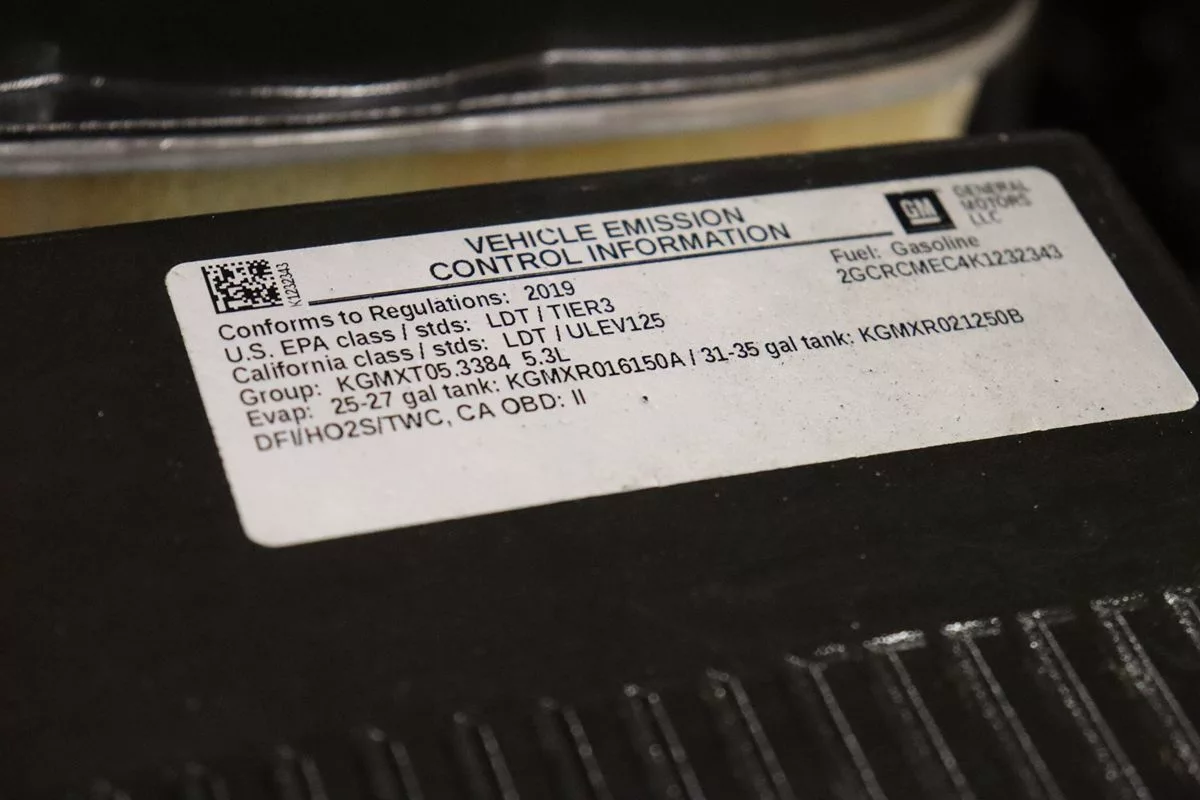 VEHICLE EMISSION
CONTROL INFORMATION
GM
GENERAL
MOTORS
LLC
K1232343
Fuel: Gasoline
2GCRCMEC4K1232343
Conforms to Regulations: 2019
U.S. EPA class / stds: LDT / TIER3
California class / stds: LDT / ULEV125
Group: KGMXT05.3384 5.3L
Evap: 25-27 gal tank: KGMXR016150A / 31-35 gal tank: KGMXR021250B
DFI/HO2S/TWC, CA OBD: II